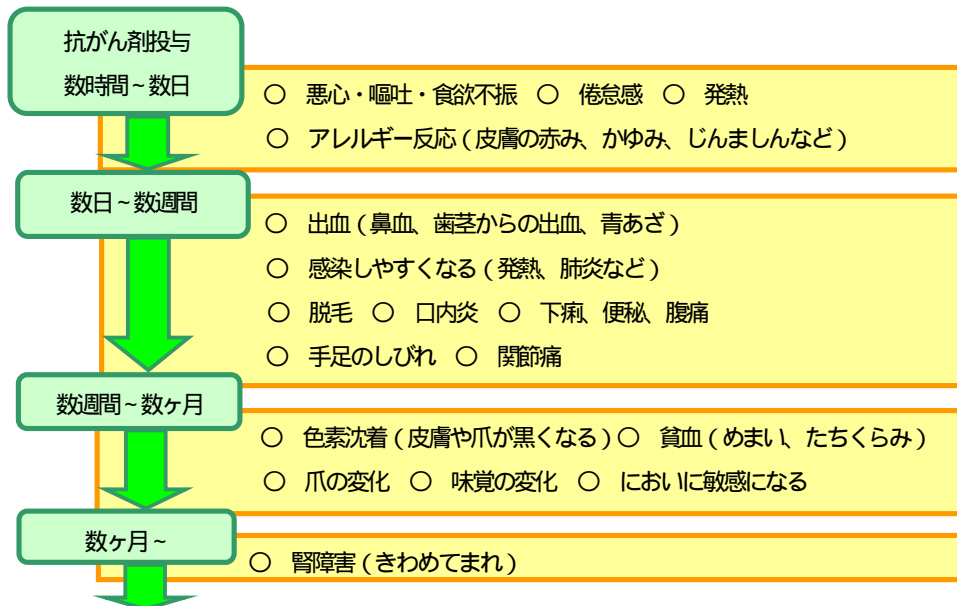 抗がん剤投与
数時間~数日
○ 悪心・嘔吐・食欲不振 ○ 倦怠感 ○ 発熱
○ アレルギー反応(皮膚の赤み、かゆみ、じんましんなど)
数日~数週間
○ 出血(鼻血、歯茎からの出血、青あざ)
○ 感染しやすくなる(発熱、肺炎など)
○ 脱毛 ○ 口内炎 ○ 下痢、便秘、腹痛
○ 手足のしびれ ○ 関節痛
数週間~数ヶ月
○ 色素沈着(皮膚や爪が黒くなる)○ 貧血(めまい、たちくらみ)
○ 爪の変化 ○ 味覚の変化 ○ においに敏感になる
数ヶ月~
○ 腎障害(きわめてまれ)